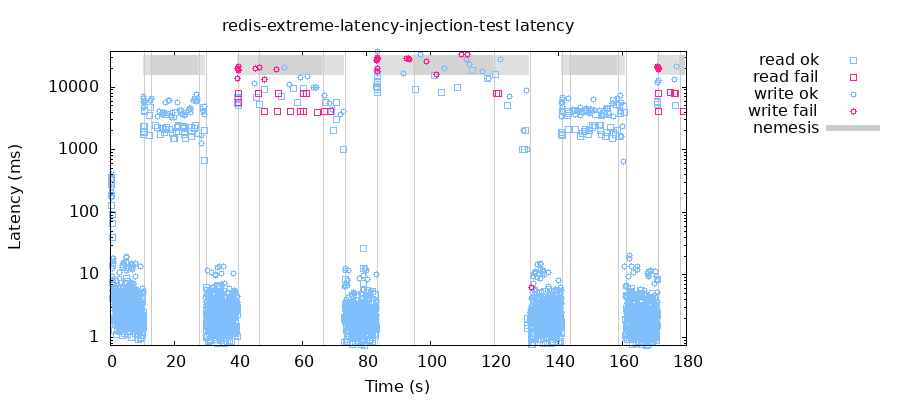 redis-extreme-latency-injection-test latency
Latency (ms)
10000
1000
100
10
1
0 20 40 60 80 100 120 140 160 180
Time (s)
read ok
read fail
write ok
write fail
nemesis